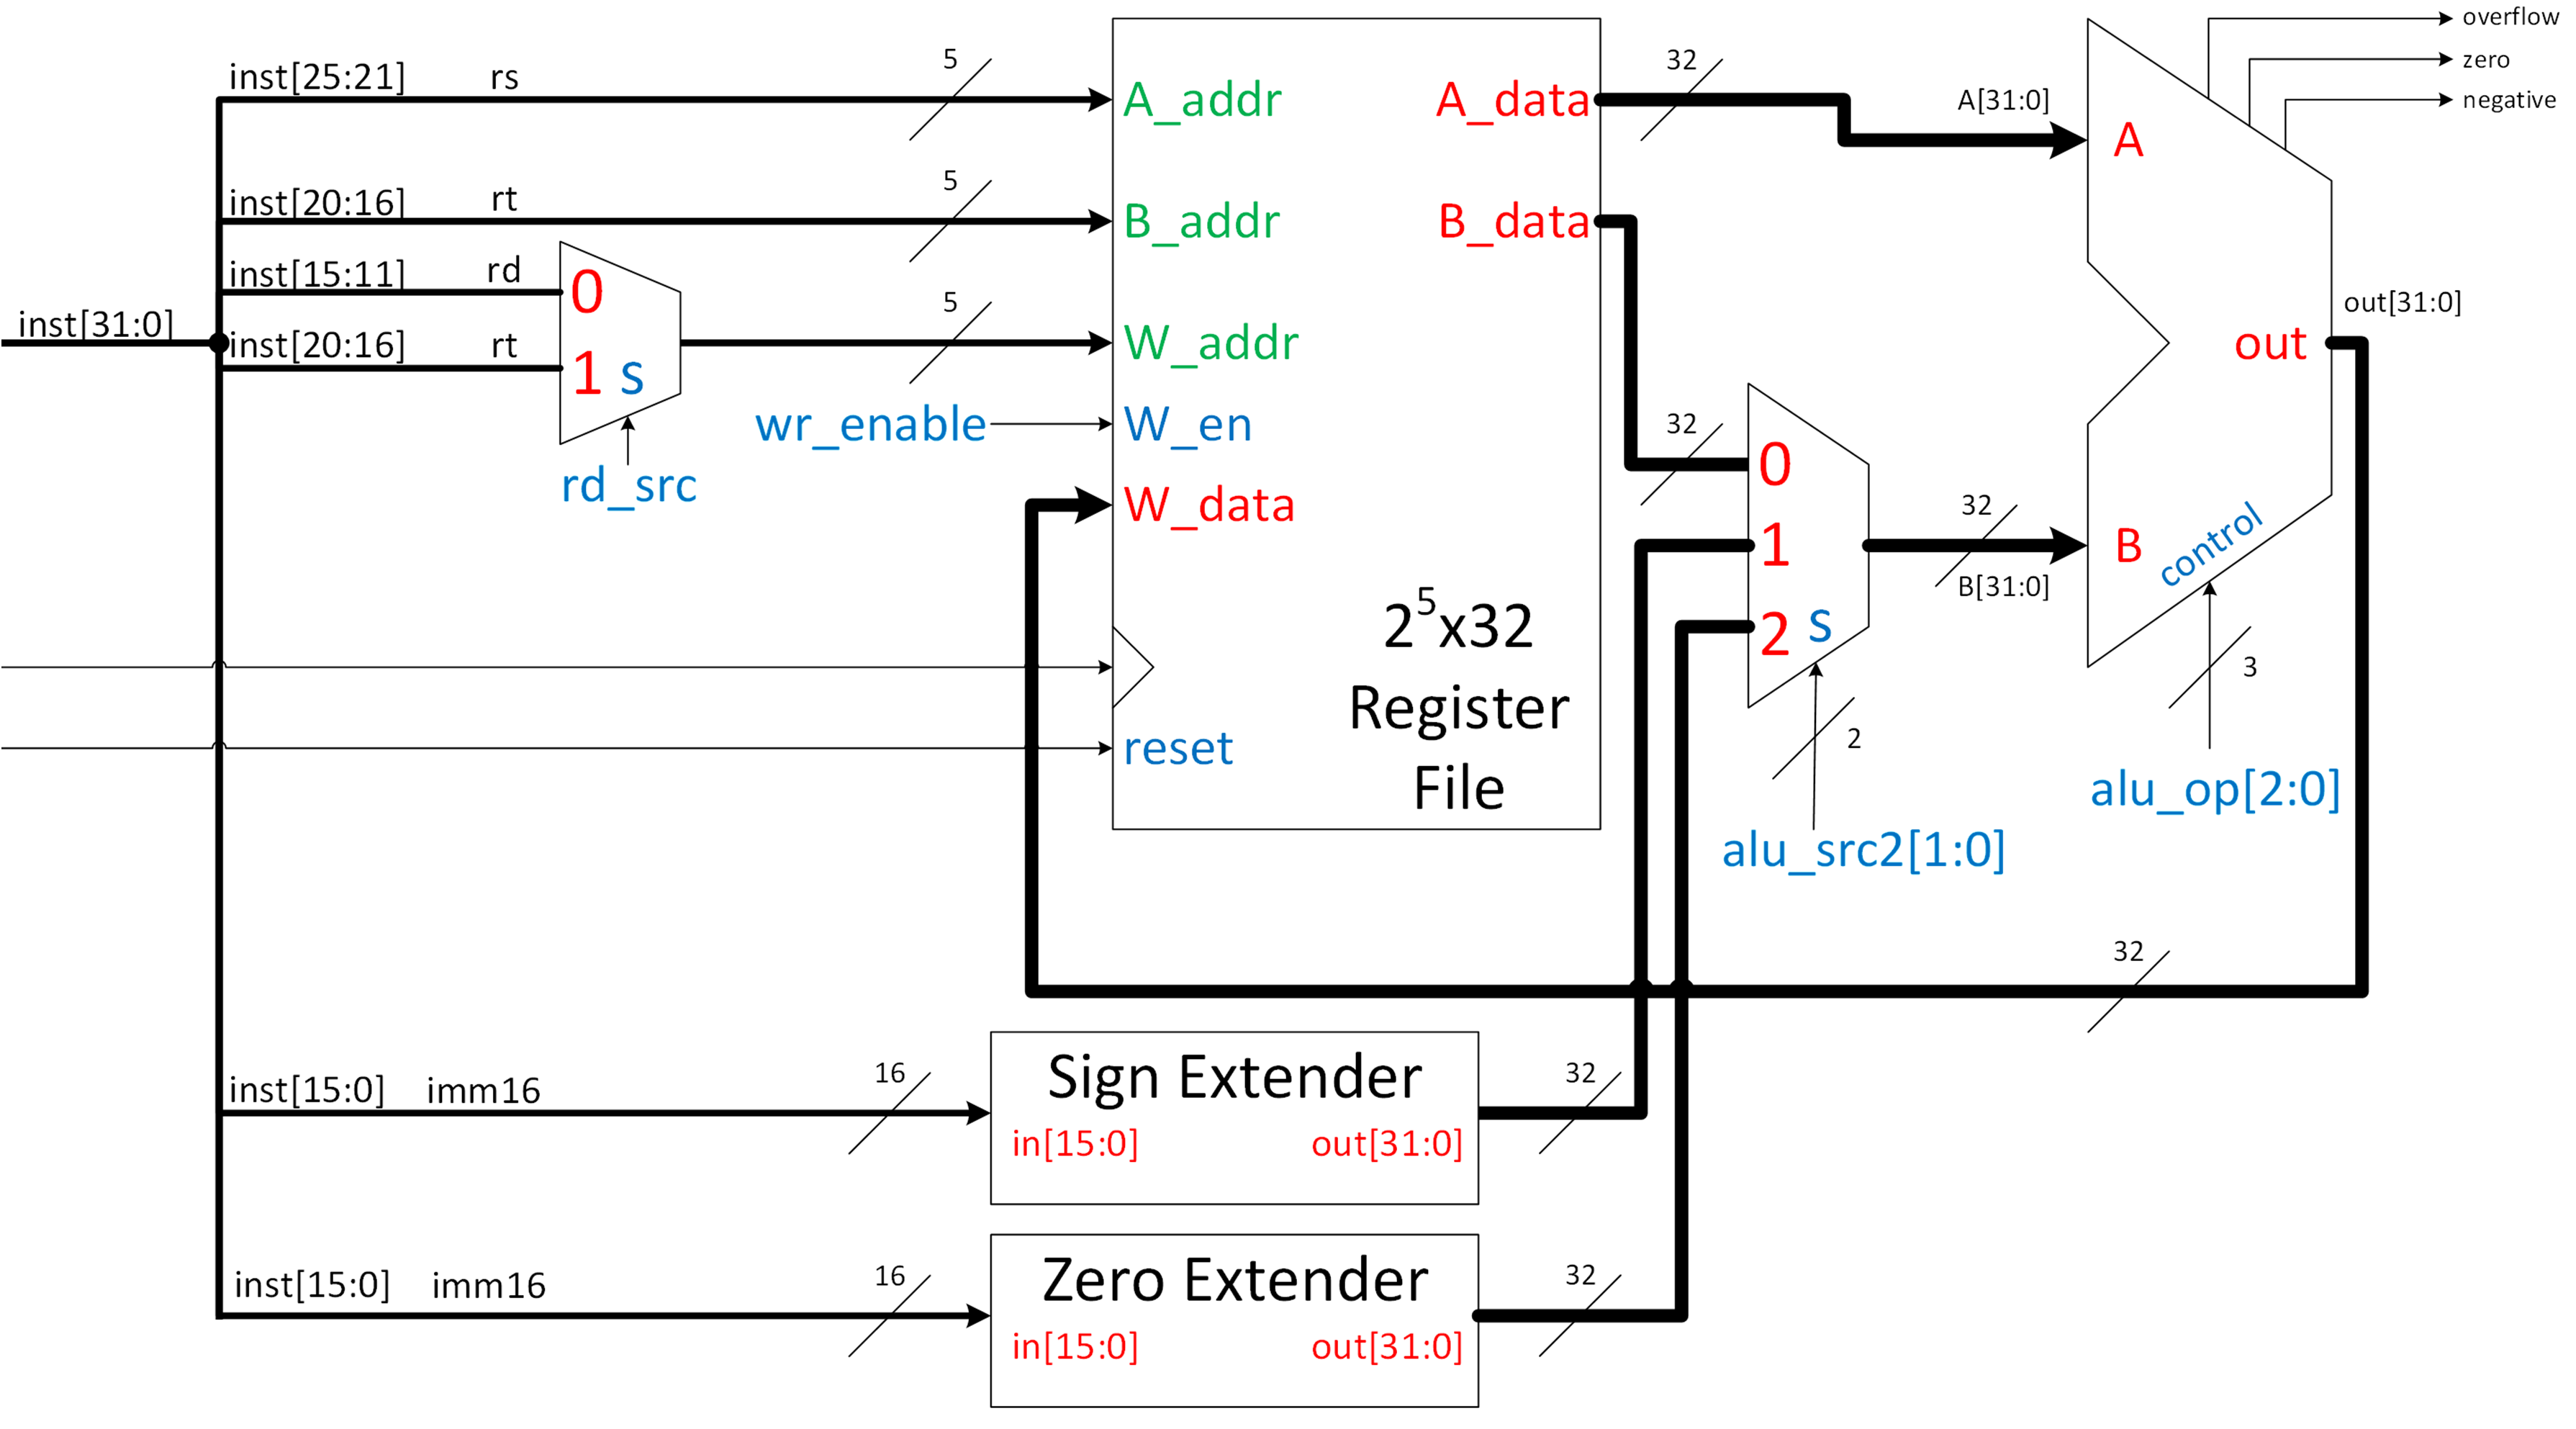 overflow
zero
negative
inst[25:21] rs
5
A_addr
A_data
32
A[31:0]
A
inst[20:16] rt
5
B_addr
B_data
inst[15:11] rd
0
inst[31:0]
inst[20:16] rt
1 s
rd_src
5
W_addr
wr_enable
W_en
W_data
reset
2⁵x32
Register
File
32
0
1
2 s
2
alu_src2[1:0]
32
B[31:0]
B
control
out
out[31:0]
3
alu_op[2:0]
32
inst[15:0] imm16
16
Sign Extender
in[15:0] out[31:0]
32
inst[15:0] imm16
16
Zero Extender
in[15:0] out[31:0]
32